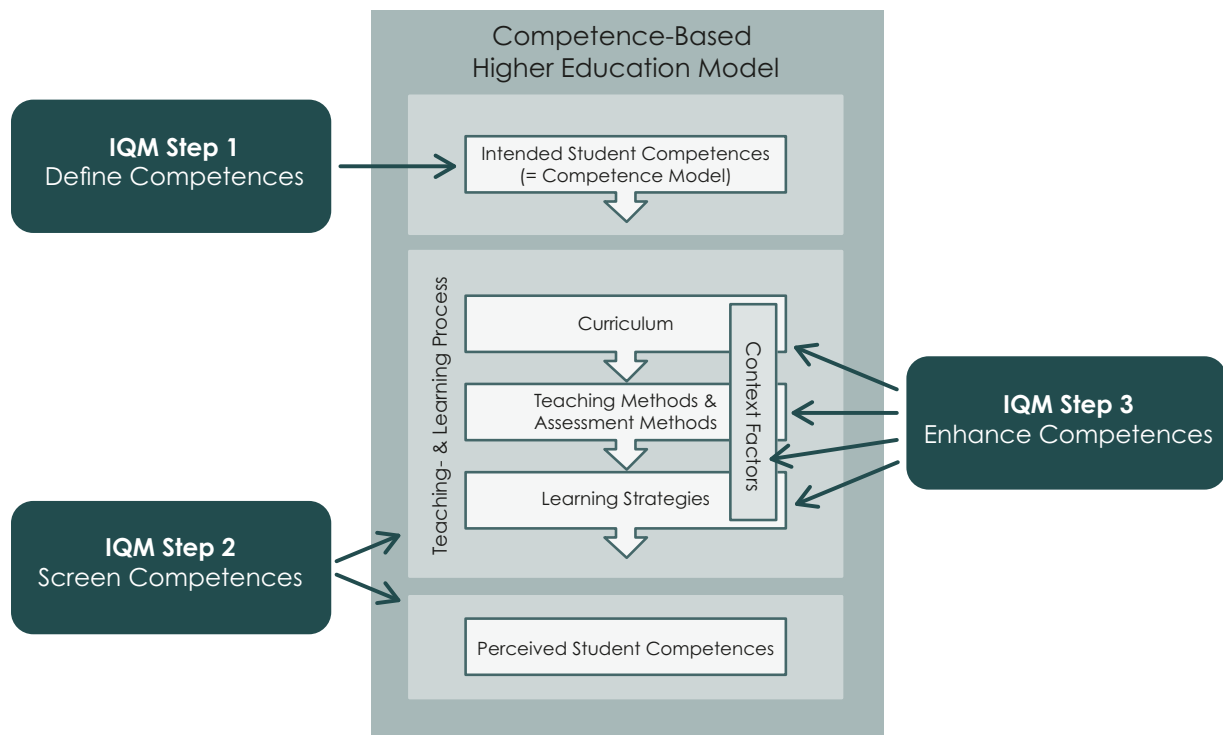 Competence-Based
Higher Education Model
IQM Step 1
Define Competences
Intended Student Competences
(= Competence Model)
Teaching- & Learning Process
Curriculum
Teaching Methods &
Assessment Methods
Learning Strategies
Context Factors
IQM Step 3
Enhance Competences
IQM Step 2
Screen Competences
Perceived Student Competences